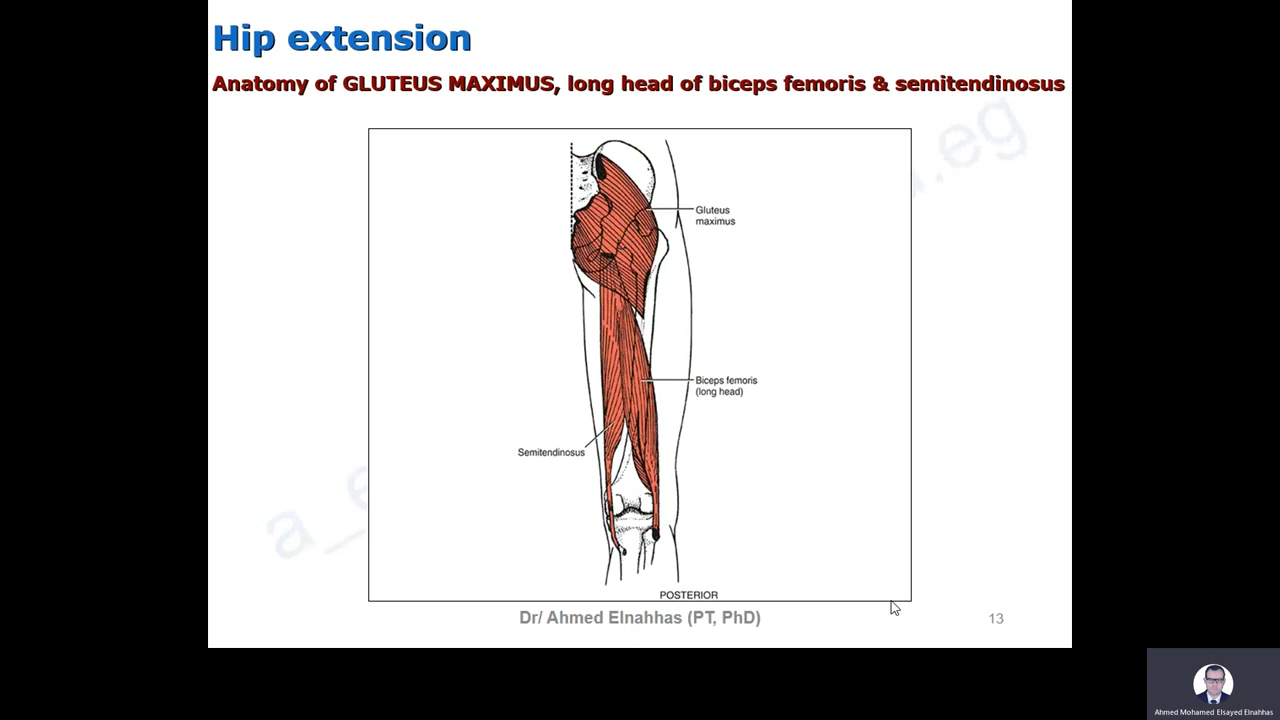 Hip extension
Anatomy of GLUTEUS MAXIMUS, long head of biceps femoris & semitendinosus
Gluteus
maximus
Biceps femoris
(long head)
Semitendinosus
POSTERIOR
Dr/ Ahmed Elnahhas (PT, PhD)
13
Ahmed Mohamed Elsayed Elnahhas